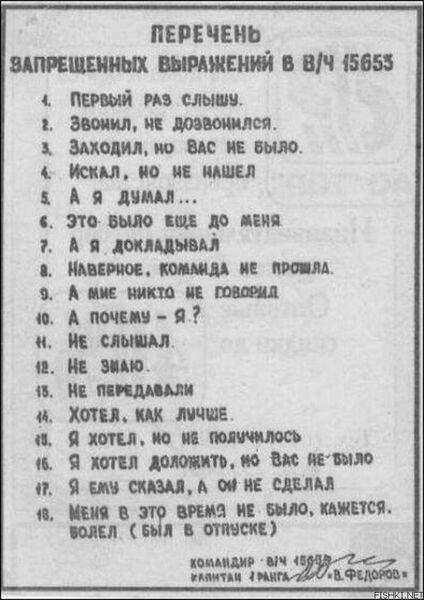 ПЕРЕЧЕНЬ
ЗАПРЕЩЕННЫХ ВЫРАЖЕНИЙ В В/Ч 15653
1. ПЕРВЫЙ РАЗ СЛЫШУ.
2. ЗВОНИЛ, НЕ ДОЗВОНИЛСЯ.
3. ЗАХОДИЛ, НО ВАС НЕ БЫЛО.
4. ИСКАЛ, НО НЕ НАШЕЛ
5. А Я ДУМАЛ...
6. ЭТО БЫЛО ЕЩЕ ДО МЕНЯ
7. А Я ДОКЛАДЫВАЛ
8. НАВЕРНОЕ, КОМАНДА НЕ ПРОШЛА.
9. А МНЕ НИКТО НЕ ГОВОРИЛ
10. А ПОЧЕМУ - Я?
11. НЕ СЛЫШАЛ.
12. НЕ ЗНАЮ.
13. НЕ ПЕРЕДАВАЛИ
14. ХОТЕЛ, КАК ЛУЧШЕ.
15. Я ХОТЕЛ, НО НЕ ПОЛУЧИЛОСЬ
16. Я ХОТЕЛ ДОЛОЖИТЬ, НО ВАС НЕ БЫЛО
17. Я ЕМУ СКАЗАЛ, А ОН НЕ СДЕЛАЛ
18. МЕНЯ В ЭТО ВРЕМЯ НЕ БЫЛО, КАЖЕТСЯ.
БОЛЕЛ (БЫЛ В ОТПУСКЕ)
КОМАНДИР В/Ч 15653
КАПИТАН 1 РАНГА "В.ФЕДОРОВ"
FISHKI.NET